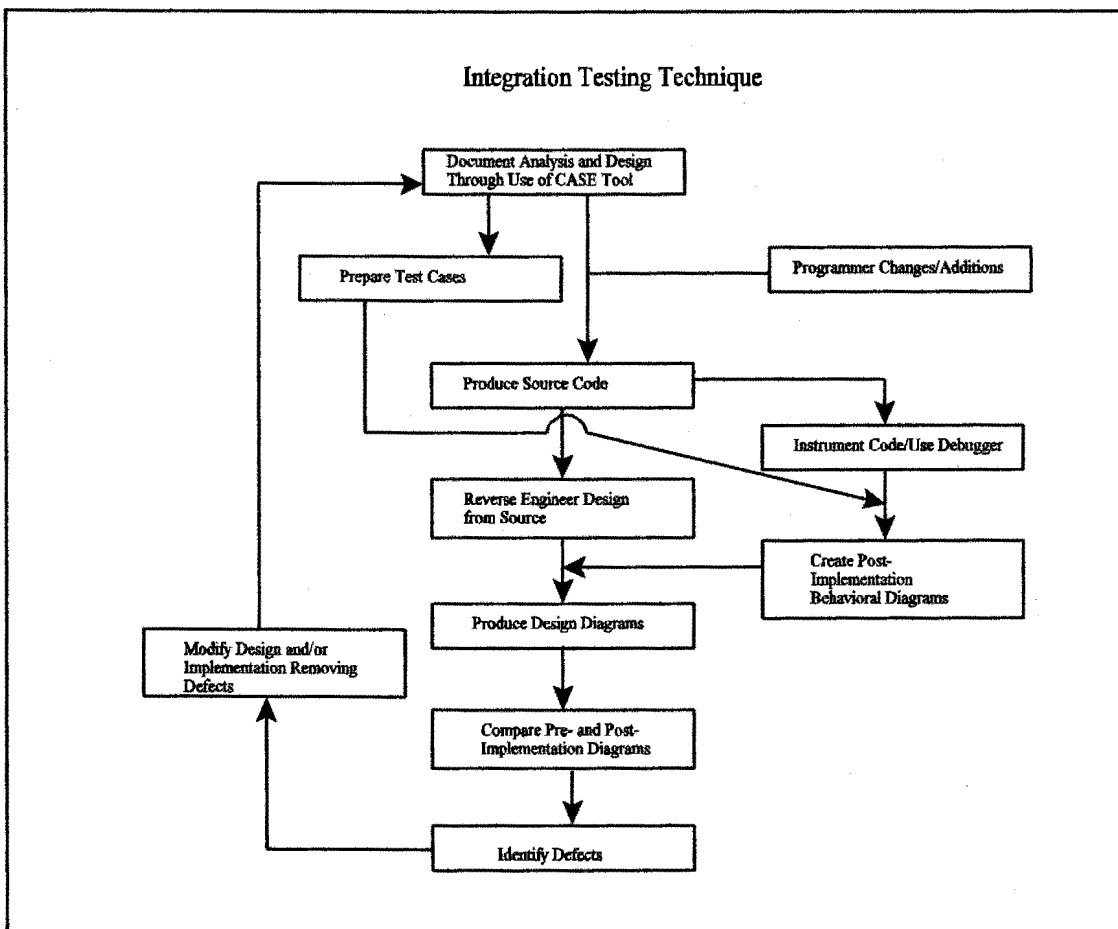 Integration Testing Technique
Document Analysis and Design
Through Use of CASE Tool
Prepare Test Cases
Programmer Changes/Additions
Produce Source Code
Instrument Code/Use Debugger
Reverse Engineer Design
from Source
Create Post-
Implementation
Behavioral Diagrams
Produce Design Diagrams
Modify Design and/or
Implementation Removing
Defects
Compare Pre- and Post-
Implementation Diagrams
Identify Defects